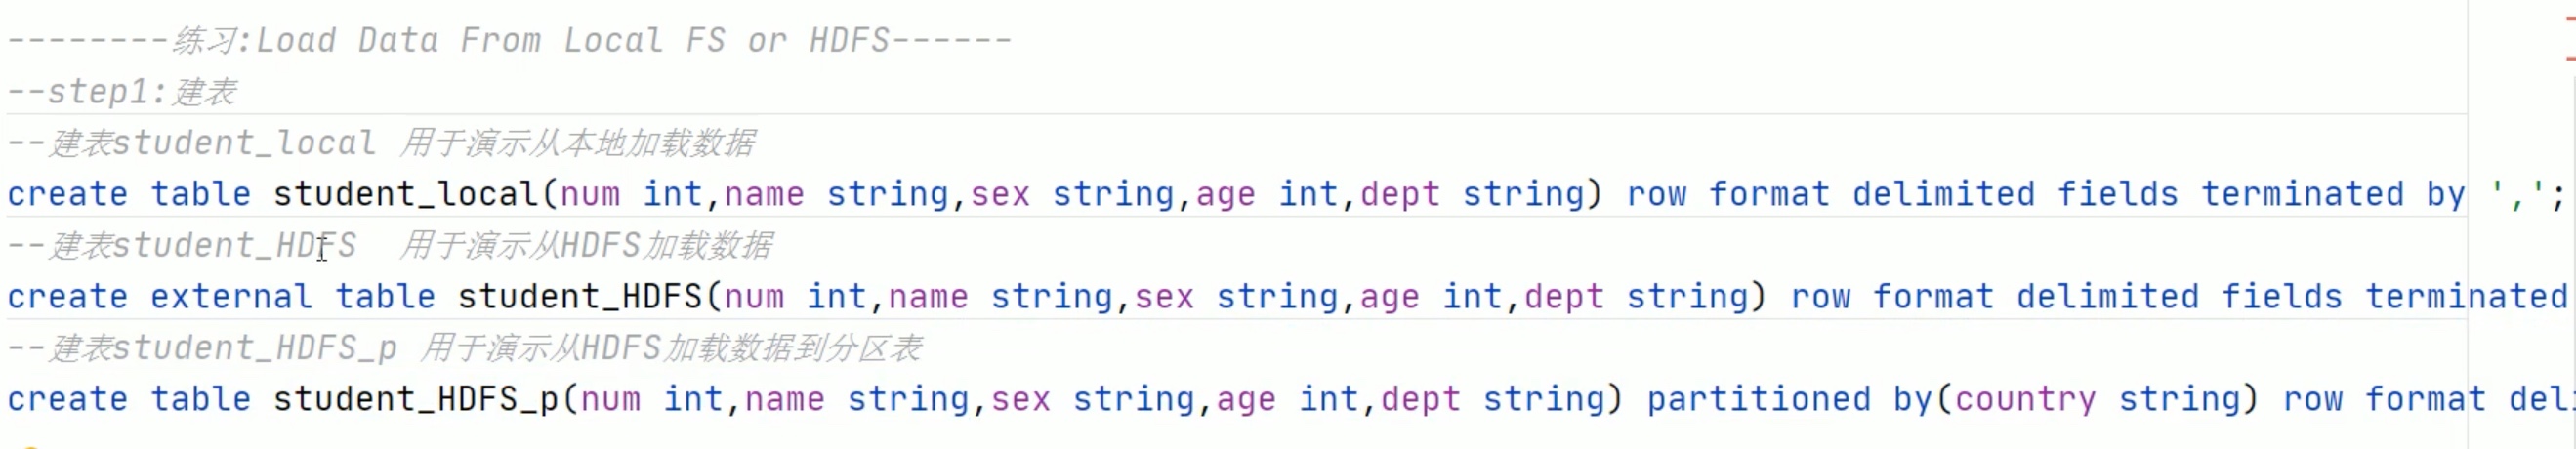 --------练习:Load Data From Local FS or HDFS------
--step1:建表
--建表student_local 用于演示从本地加载数据
create table student_local(num int,name string,sex string,age int,dept string) row format delimited fields terminated by ',';
--建表student_HDFS  用于演示从HDFS加载数据
create external table student_HDFS(num int,name string,sex string,age int,dept string) row format delimited fields terminated
--建表student_HDFS_p 用于演示从HDFS加载数据到分区表
create table student_HDFS_p(num int,name string,sex string,age int,dept string) partitioned by(country string) row format del